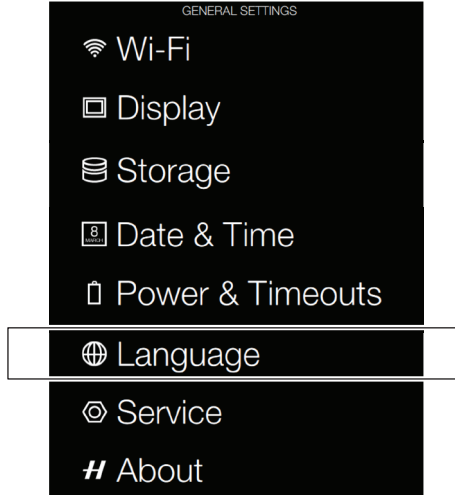 GENERAL SETTINGS
Wi-Fi
Display
Storage
8
MARCH
Date & Time
Power & Timeouts
Language
Service
H About